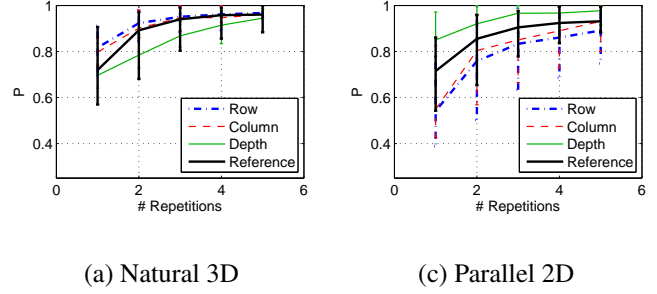 1
0.8
0.6
0.4
P
0
2
4
6
# Repetitions
Row
Column
Depth
Reference
(a) Natural 3D
1
0.8
0.6
0.4
P
0
2
4
6
# Repetitions
Row
Column
Depth
Reference
(c) Parallel 2D